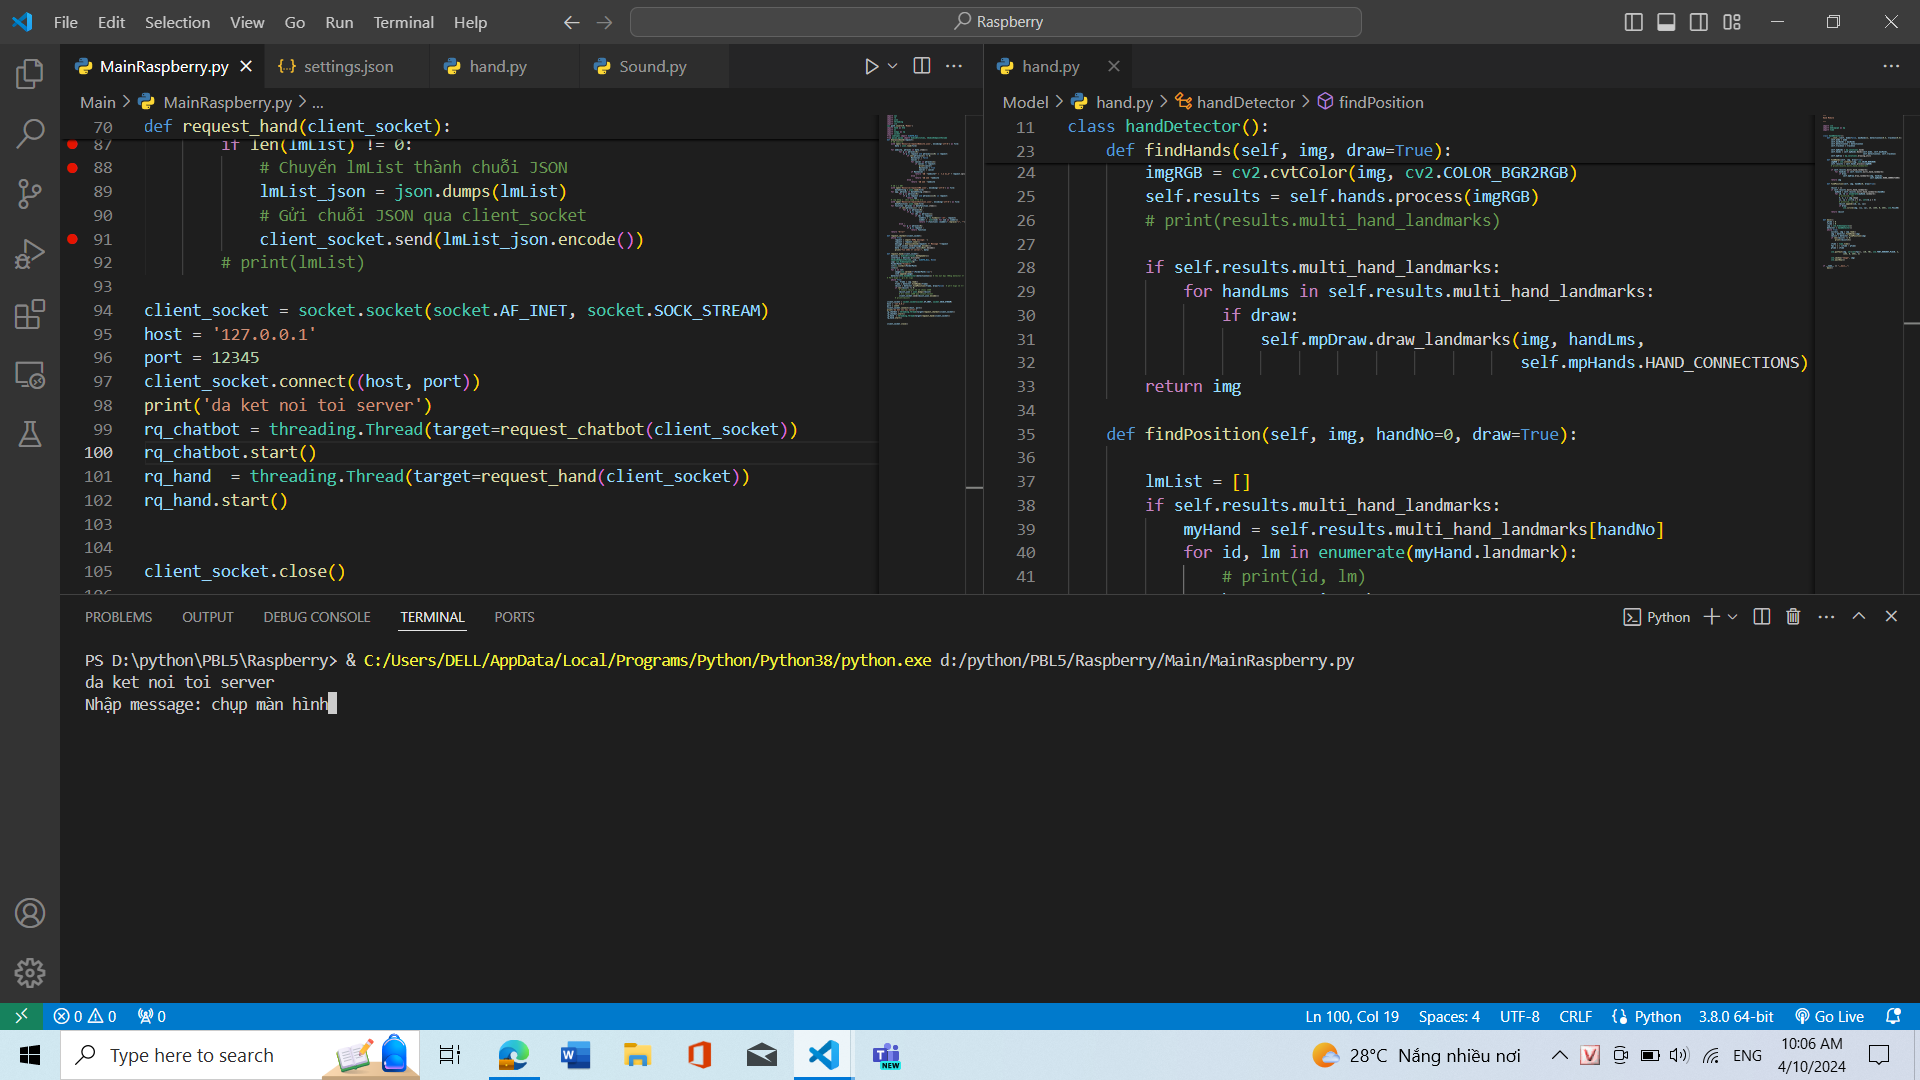 File Edit Selection View Go Run Terminal Help
Raspberry
MainRaspberry.py
settings.json
hand.py
Sound.py
Main > MainRaspberry.py > ...
70 def request_hand(client_socket):
87 if len(lmList) != 0:
88 # Chuyển lmList thành chuỗi JSON
89 lmList_json = json.dumps(lmList)
90 # Gửi chuỗi JSON qua client_socket
91 client_socket.send(lmList_json.encode())
92 # print(lmList)
93
94 client_socket = socket.socket(socket.AF_INET, socket.SOCK_STREAM)
95 host = '127.0.0.1'
96 port = 12345
97 client_socket.connect((host, port))
98 print('da ket noi toi server')
99 rq_chatbot = threading.Thread(target=request_chatbot(client_socket))
100 rq_chatbot.start()
101 rq_hand  = threading.Thread(target=request_hand(client_socket))
102 rq_hand.start()
103
104
105 client_socket.close()
hand.py
Model > hand.py > handDetector > findPosition
11 class handDetector():
23 def findHands(self, img, draw=True):
24 imgRGB = cv2.cvtColor(img, cv2.COLOR_BGR2RGB)
25 self.results = self.hands.process(imgRGB)
26 # print(results.multi_hand_landmarks)
27
28 if self.results.multi_hand_landmarks:
29 for handLms in self.results.multi_hand_landmarks:
30 if draw:
31 self.mpDraw.draw_landmarks(img, handLms,
32 self.mpHands.HAND_CONNECTIONS)
33 return img
34
35 def findPosition(self, img, handNo=0, draw=True):
36
37 lmList = []
38 if self.results.multi_hand_landmarks:
39 myHand = self.results.multi_hand_landmarks[handNo]
40 for id, lm in enumerate(myHand.landmark):
41 # print(id, lm)
PROBLEMS OUTPUT DEBUG CONSOLE TERMINAL PORTS
Python
PS D:\python\PBL5\Raspberry> & C:/Users/DELL/AppData/Local/Programs/Python/Python38/python.exe d:/python/PBL5/Raspberry/Main/MainRaspberry.py
da ket noi toi server
Nhập message: chụp màn hình
0 0 0
Ln 100, Col 19 Spaces: 4 UTF-8 CRLF Python 3.8.0 64-bit Go Live
Type here to search
NEW
28°C Nắng nhiều nơi
ENG
10:06 AM
4/10/2024